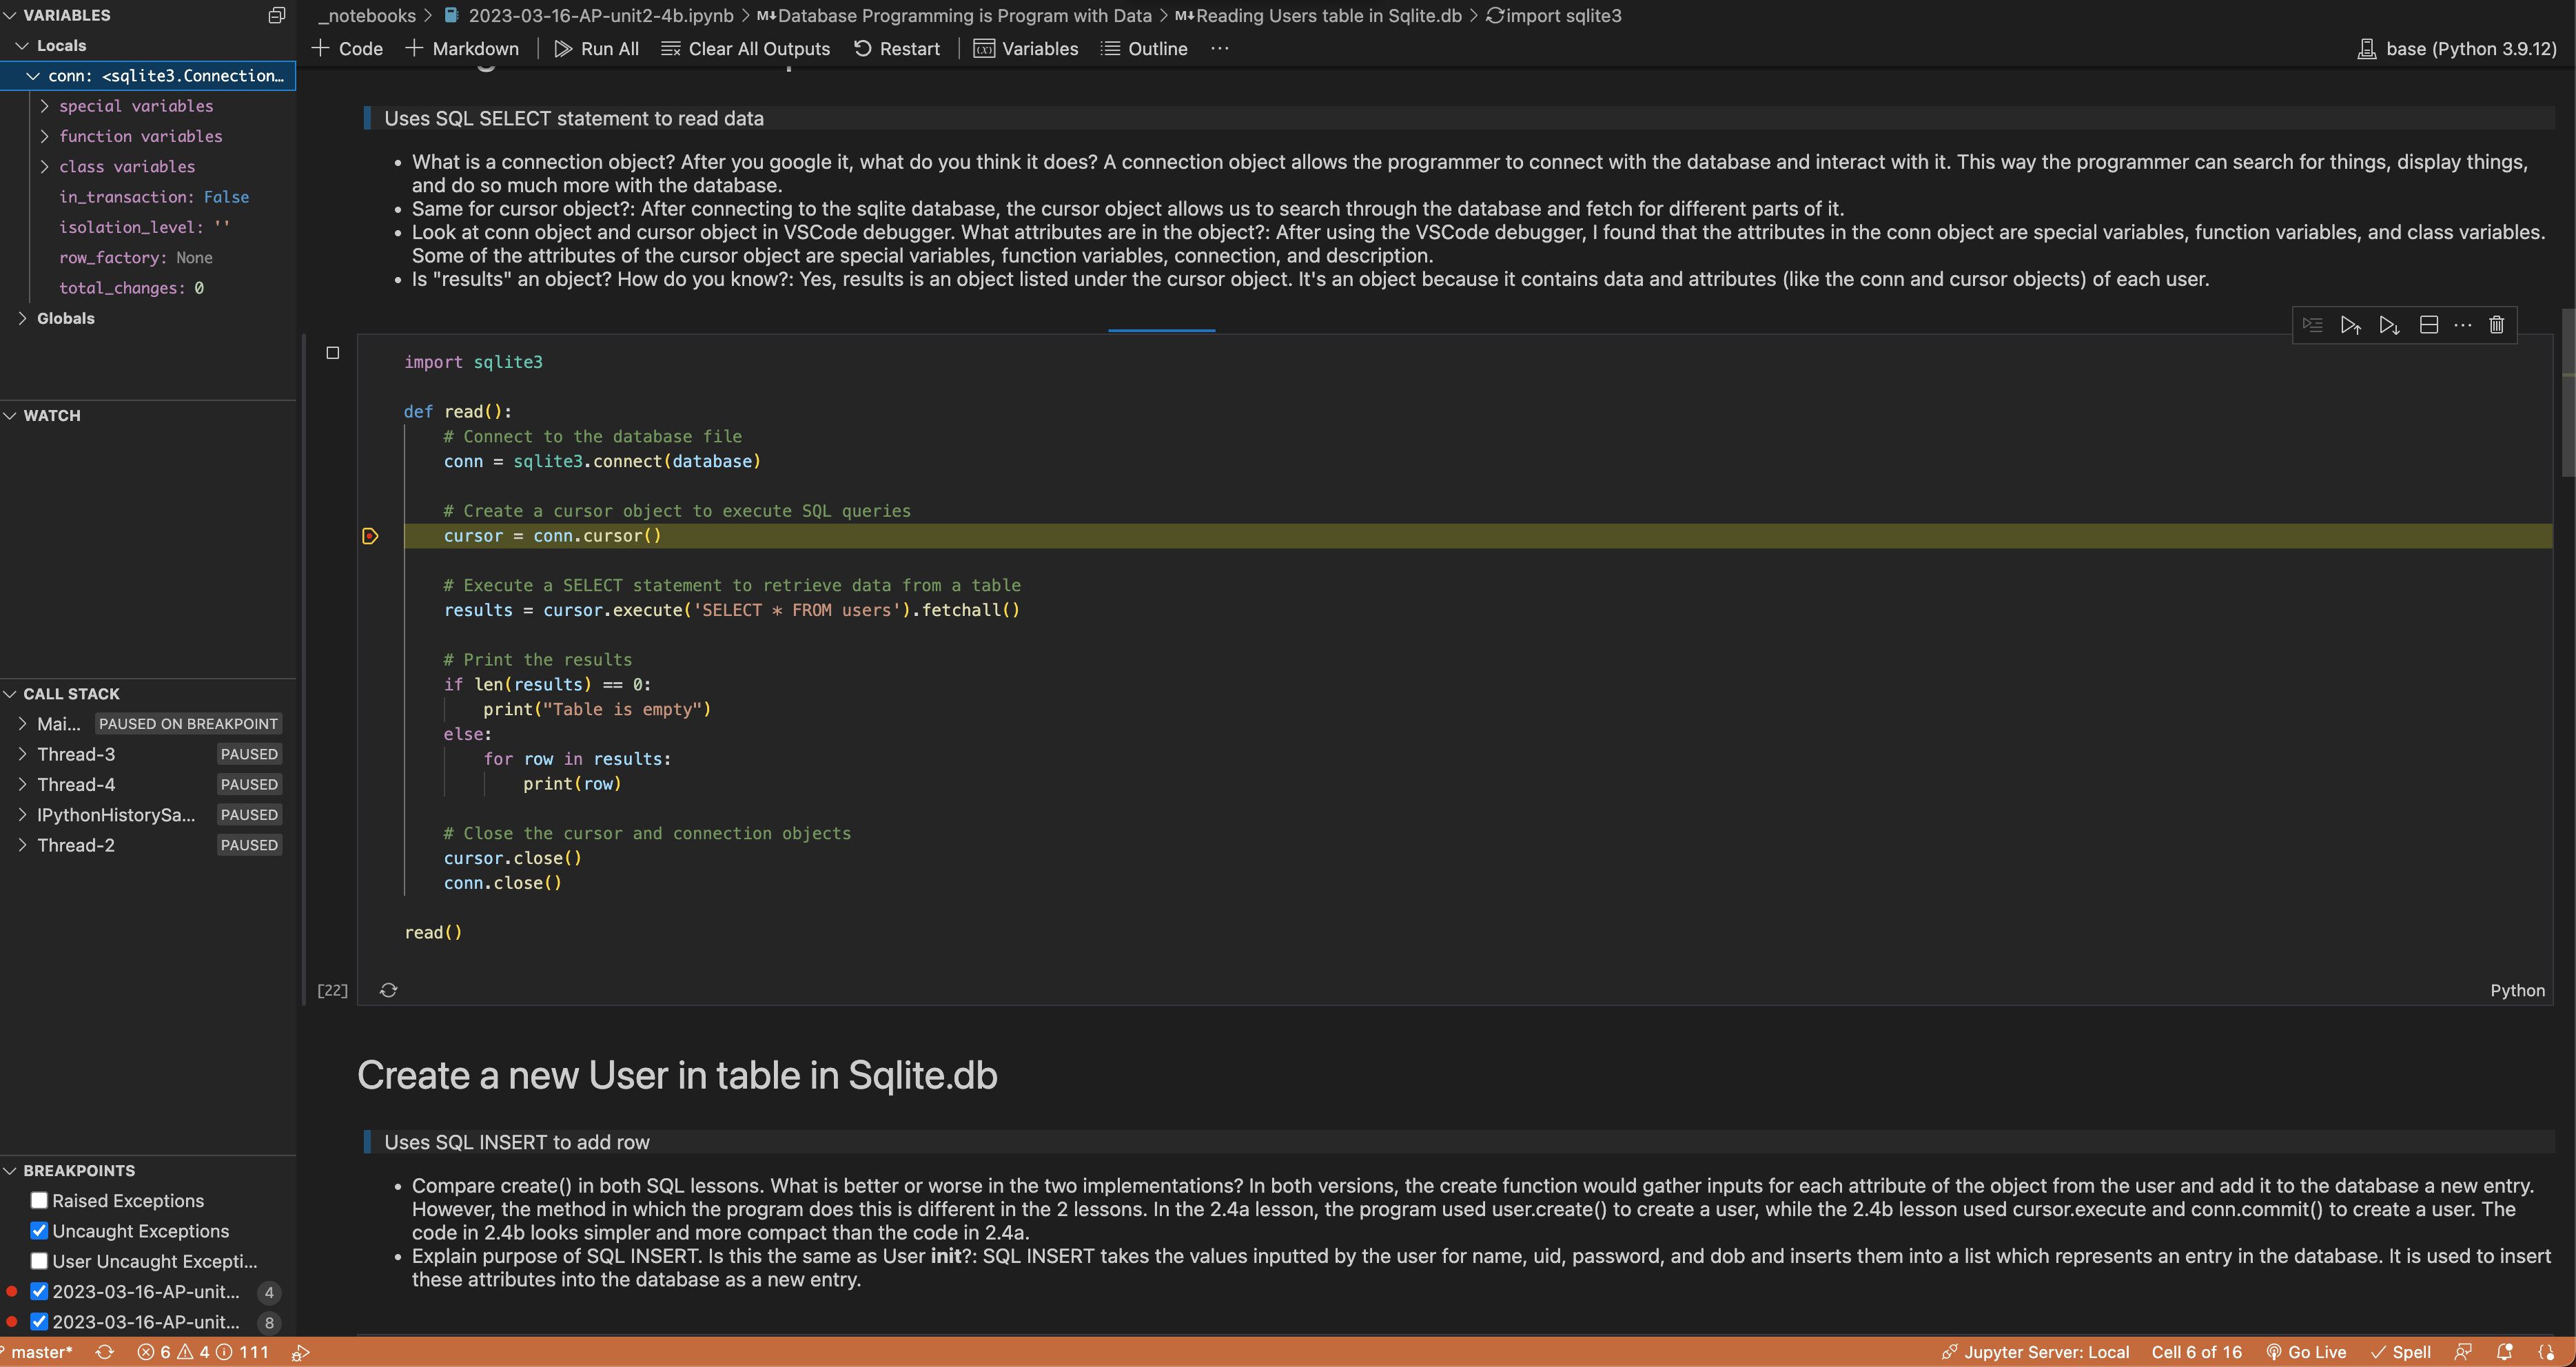 VARIABLES
Locals
conn: <sqlite3.Connection…
special variables
function variables
class variables
in_transaction: False
isolation_level: ''
row_factory: None
total_changes: 0
Globals
WATCH
CALL STACK
Mai… PAUSED ON BREAKPOINT
Thread-3 PAUSED
Thread-4 PAUSED
IPythonHistorySa… PAUSED
Thread-2 PAUSED
BREAKPOINTS
Raised Exceptions
Uncaught Exceptions
User Uncaught Excepti…
2023-03-16-AP-unit… 4
2023-03-16-AP-unit… 8
_notebooks > 2023-03-16-AP-unit2-4b.ipynb > M↓Database Programming is Program with Data > M↓Reading Users table in Sqlite.db > import sqlite3
+ Code + Markdown Run All Clear All Outputs Restart Variables Outline ···
base (Python 3.9.12)
Uses SQL SELECT statement to read data
• What is a connection object? After you google it, what do you think it does? A connection object allows the programmer to connect with the database and interact with it. This way the programmer can search for things, display things,
and do so much more with the database.
• Same for cursor object?: After connecting to the sqlite database, the cursor object allows us to search through the database and fetch for different parts of it.
• Look at conn object and cursor object in VSCode debugger. What attributes are in the object?: After using the VSCode debugger, I found that the attributes in the conn object are special variables, function variables, and class variables.
Some of the attributes of the cursor object are special variables, function variables, connection, and description.
• Is "results" an object? How do you know?: Yes, results is an object listed under the cursor object. It's an object because it contains data and attributes (like the conn and cursor objects) of each user.
import sqlite3
def read():
# Connect to the database file
conn = sqlite3.connect(database)
# Create a cursor object to execute SQL queries
cursor = conn.cursor()
# Execute a SELECT statement to retrieve data from a table
results = cursor.execute('SELECT * FROM users').fetchall()
# Print the results
if len(results) == 0:
print("Table is empty")
else:
for row in results:
print(row)
# Close the cursor and connection objects
cursor.close()
conn.close()
read()
[22]
Python
Create a new User in table in Sqlite.db
Uses SQL INSERT to add row
• Compare create() in both SQL lessons. What is better or worse in the two implementations? In both versions, the create function would gather inputs for each attribute of the object from the user and add it to the database a new entry.
However, the method in which the program does this is different in the 2 lessons. In the 2.4a lesson, the program used user.create() to create a user, while the 2.4b lesson used cursor.execute and conn.commit() to create a user. The
code in 2.4b looks simpler and more compact than the code in 2.4a.
• Explain purpose of SQL INSERT. Is this the same as User init?: SQL INSERT takes the values inputted by the user for name, uid, password, and dob and inserts them into a list which represents an entry in the database. It is used to insert
these attributes into the database as a new entry.
master* 6 4 111
Jupyter Server: Local Cell 6 of 16 Go Live Spell